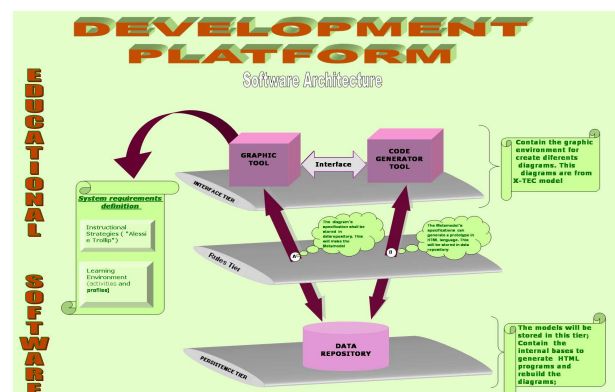 DEVELOPMENT
PLATFORM
Software Architecture
EDUCATIONAL
SOFTWARE
GRAPHIC
TOOL
Interface
CODE
GENERATOR
TOOL
INTERFACE TIER
Contain the graphic
environment for
create diferents
diagrams. This
diagrams are from
X-TEC model
System requirements
definition
Instructional
Strategies ( "Alessi
e Trollip")
Learning
Environment
(activities and
profiles)
The diagram's
especification shall be
stored in
datarepository. This
will make the
Metamodel
A
The Metamodel's
especifications can
generate a prototype in
HTML language. This
will be stored in data
repository
B
Rules Tier
DATA
REPOSITORY
PERSISTENCE TIER
The models will be
stored in this tier;
Contain the
internal bases to
generate HTML
programs and
rebuild the
diagrams;